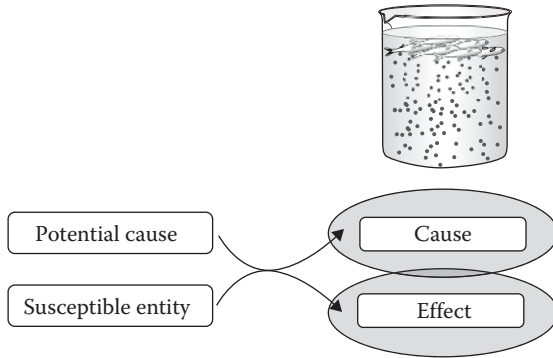 Potential cause
Cause
Susceptible entity
Effect